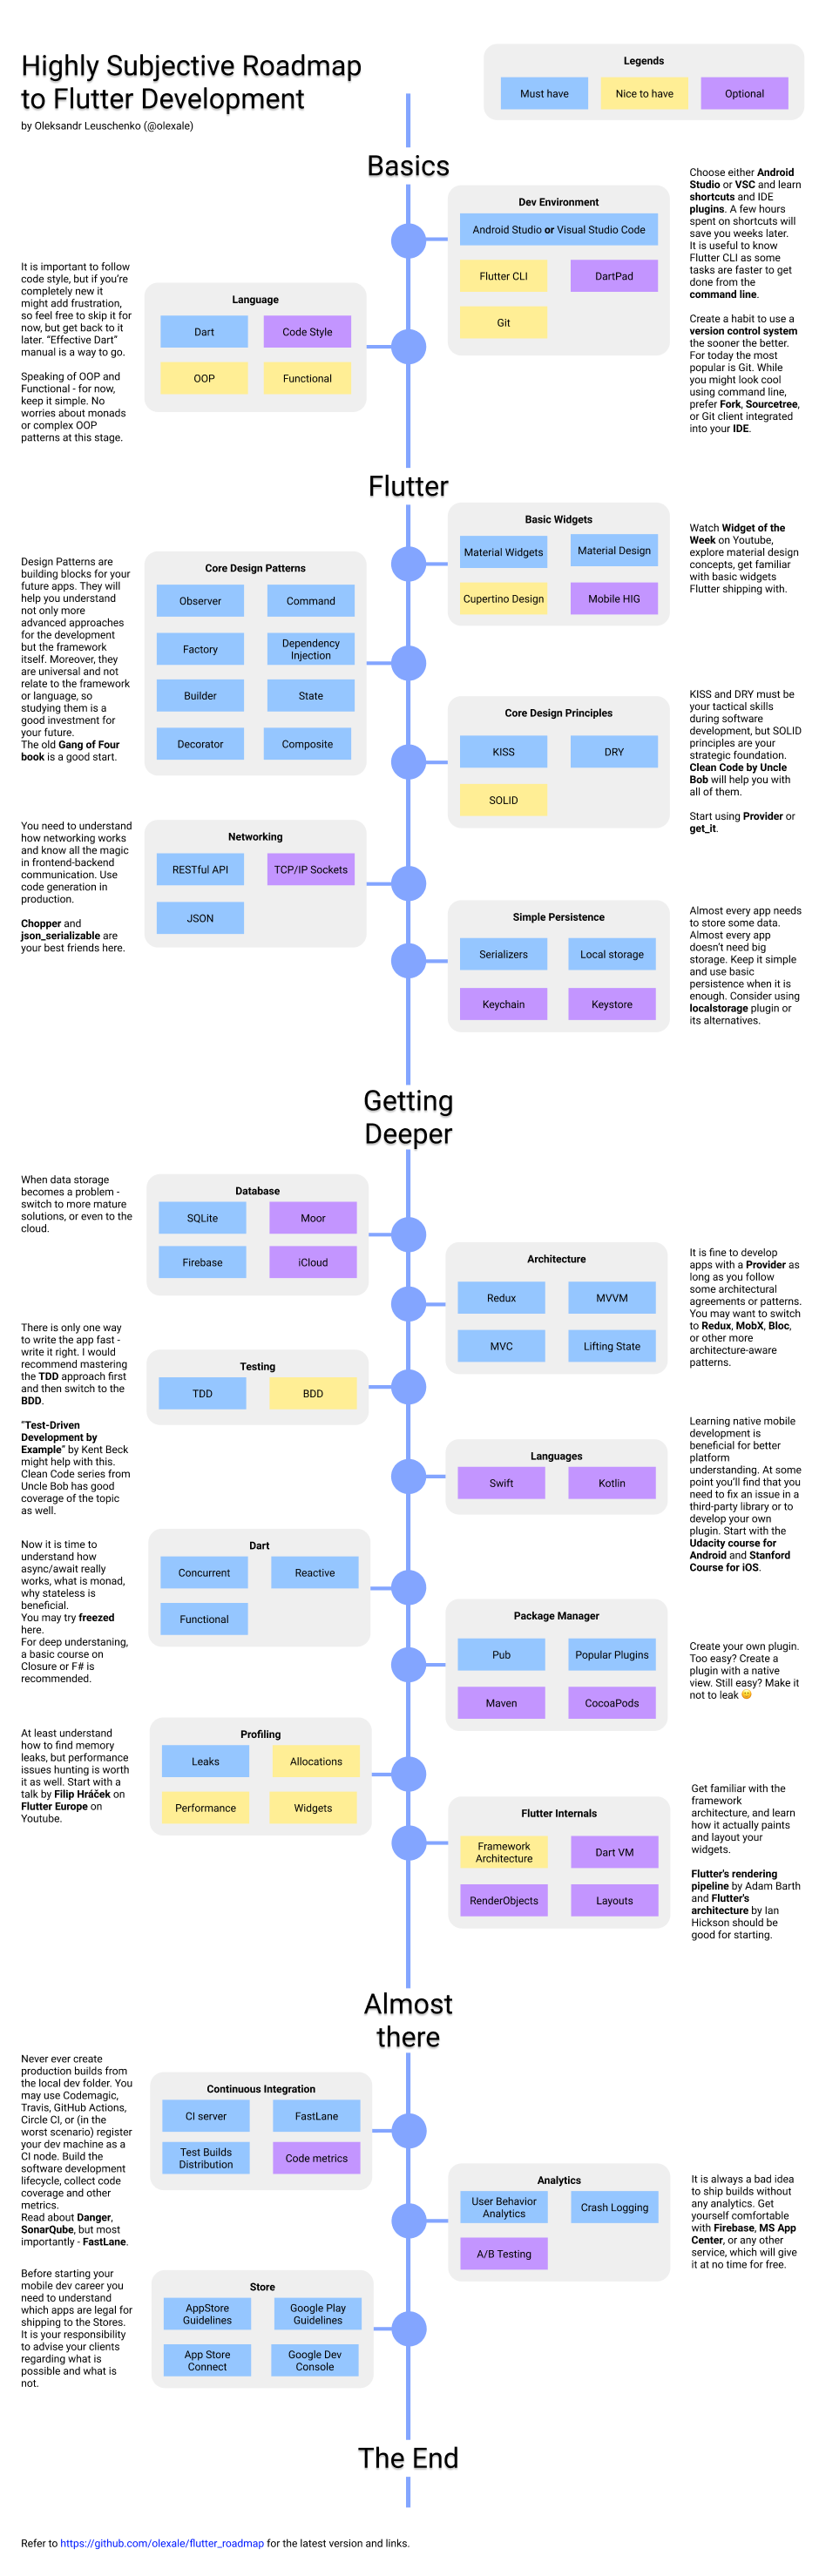 Highly Subjective Roadmap
to Flutter Development
by Oleksandr Leuschenko (@olexale)
Legends
Must have
Nice to have
Optional
Basics
Dev Environment
Android Studio or Visual Studio Code
Flutter CLI
DartPad
Git
Choose either Android
Studio or VSC and learn
shortcuts and IDE
plugins. A few hours
spent on shortcuts will
save you weeks later.
It is useful to know
Flutter CLI as some
tasks are faster to get
done from the
command line.
Create a habit to use a
version control system
the sooner the better.
For today the most
popular is Git. While
you might look cool
using command line,
prefer Fork, Sourcetree,
or Git client integrated
into your IDE.
It is important to follow
code style, but if you're
completely new it
might add frustration,
so feel free to skip it for
now, but get back to it
later. "Effective Dart"
manual is a way to go.
Speaking of OOP and
Functional - for now,
keep it simple. No
worries about monads
or complex OOP
patterns at this stage.
Language
Dart
Code Style
OOP
Functional
Flutter
Basic Widgets
Material Widgets
Material Design
Cupertino Design
Mobile HIG
Watch Widget of the
Week on Youtube,
explore material design
concepts, get familiar
with basic widgets
Flutter shipping with.
Design Patterns are
building blocks for your
future apps. They will
help you understand
not only more
advanced approaches
for the development
but the framework
itself. Moreover, they
are universal and not
relate to the framework
or language, so
studying them is a
good investment for
your future.
The old Gang of Four
book is a good start.
Core Design Patterns
Observer
Command
Factory
Dependency
Injection
Builder
State
Decorator
Composite
Core Design Principles
KISS
DRY
SOLID
KISS and DRY must be
your tactical skills
during software
development, but SOLID
principles are your
strategic foundation.
Clean Code by Uncle
Bob will help you with
all of them.
Start using Provider or
get_it.
You need to understand
how networking works
and know all the magic
in frontend-backend
communication. Use
code generation in
production.
Chopper and
json_serializable are
your best friends here.
Networking
RESTful API
TCP/IP Sockets
JSON
Simple Persistence
Serializers
Local storage
Keychain
Keystore
Almost every app needs
to store some data.
Almost every app
doesn't need big
storage. Keep it simple
and use basic
persistence when it is
enough. Consider using
localstorage plugin or
its alternatives.
Getting
Deeper
When data storage
becomes a problem -
switch to more mature
solutions, or even to the
cloud.
Database
SQLite
Moor
Firebase
iCloud
Architecture
Redux
MVVM
MVC
Lifting State
It is fine to develop
apps with a Provider as
long as you follow
some architectural
agreements or patterns.
You may want to switch
to Redux, MobX, Bloc,
or other more
architecture-aware
patterns.
There is only one way
to write the app fast -
write it right. I would
recommend mastering
the TDD approach first
and then switch to the
BDD.
"Test-Driven
Development by
Example" by Kent Beck
might help with this.
Clean Code series from
Uncle Bob has good
coverage of the topic
as well.
Testing
TDD
BDD
Languages
Swift
Kotlin
Learning native mobile
development is
beneficial for better
platform
understanding. At some
point you'll find that you
need to fix an issue in a
third-party library or to
develop your own
plugin. Start with the
Udacity course for
Android and Stanford
Course for iOS.
Now it is time to
understand how
async/await really
works, what is monad,
why stateless is
beneficial.
You may try freezed
here.
For deep understaning,
a basic course on
Closure or F# is
recommended.
Dart
Concurrent
Reactive
Functional
Package Manager
Pub
Popular Plugins
Maven
CocoaPods
Create your own plugin.
Too easy? Create a
plugin with a native
view. Still easy? Make it
not to leak 😀
At least understand
how to find memory
leaks, but performance
issues hunting is worth
it as well. Start with a
talk by Filip Hráček on
Flutter Europe on
Youtube.
Profiling
Leaks
Allocations
Performance
Widgets
Flutter Internals
Framework
Architecture
Dart VM
RenderObjects
Layouts
Get familiar with the
framework
architecture, and learn
how it actually paints
and layout your
widgets.
Flutter's rendering
pipeline by Adam Barth
and Flutter's
architecture by Ian
Hickson should be
good for starting.
Almost
there
Never ever create
production builds from
the local dev folder. You
may use Codemagic,
Travis, GitHub Actions,
Circle CI, or (in the
worst scenario) register
your dev machine as a
CI node. Build the
software development
lifecycle, collect code
coverage and other
metrics.
Read about Danger,
SonarQube, but most
importantly - FastLane.
Continuous Integration
CI server
FastLane
Test Builds
Distribution
Code metrics
Analytics
User Behavior
Analytics
Crash Logging
A/B Testing
It is always a bad idea
to ship builds without
any analytics. Get
yourself comfortable
with Firebase, MS App
Center, or any other
service, which will give
it at no time for free.
Before starting your
mobile dev career you
need to understand
which apps are legal for
shipping to the Stores.
It is your responsibility
to advise your clients
regarding what is
possible and what is
not.
Store
AppStore
Guidelines
Google Play
Guidelines
App Store
Connect
Google Dev
Console
The End
Refer to https://github.com/olexale/flutter_roadmap for the latest version and links.